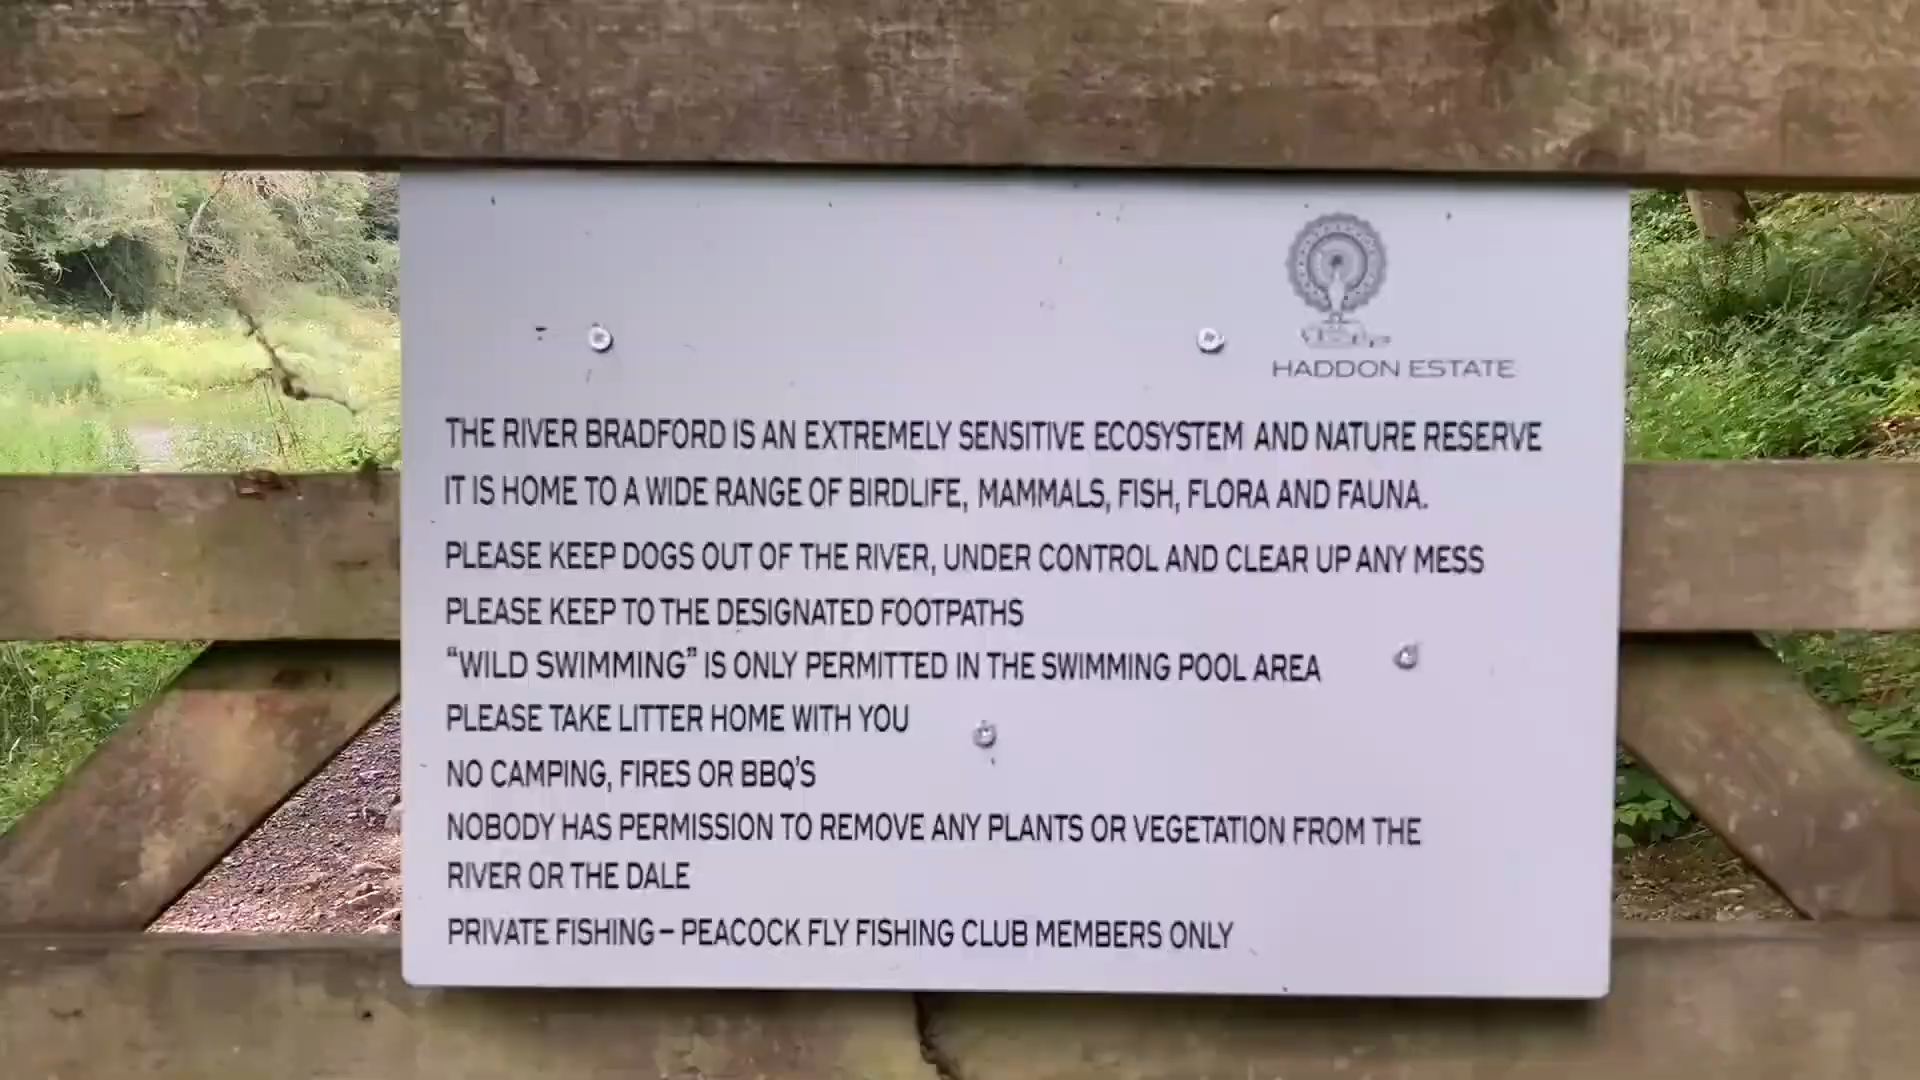 HADDON ESTATE
THE RIVER BRADFORD IS AN EXTREMELY SENSITIVE ECOSYSTEM AND NATURE RESERVE
IT IS HOME TO A WIDE RANGE OF BIRDLIFE, MAMMALS, FISH, FLORA AND FAUNA.
PLEASE KEEP DOGS OUT OF THE RIVER, UNDER CONTROL AND CLEAR UP ANY MESS
PLEASE KEEP TO THE DESIGNATED FOOTPATHS
“WILD SWIMMING” IS ONLY PERMITTED IN THE SWIMMING POOL AREA
PLEASE TAKE LITTER HOME WITH YOU
NO CAMPING, FIRES OR BBQ'S
NOBODY HAS PERMISSION TO REMOVE ANY PLANTS OR VEGETATION FROM THE
RIVER OR THE DALE
PRIVATE FISHING – PEACOCK FLY FISHING CLUB MEMBERS ONLY